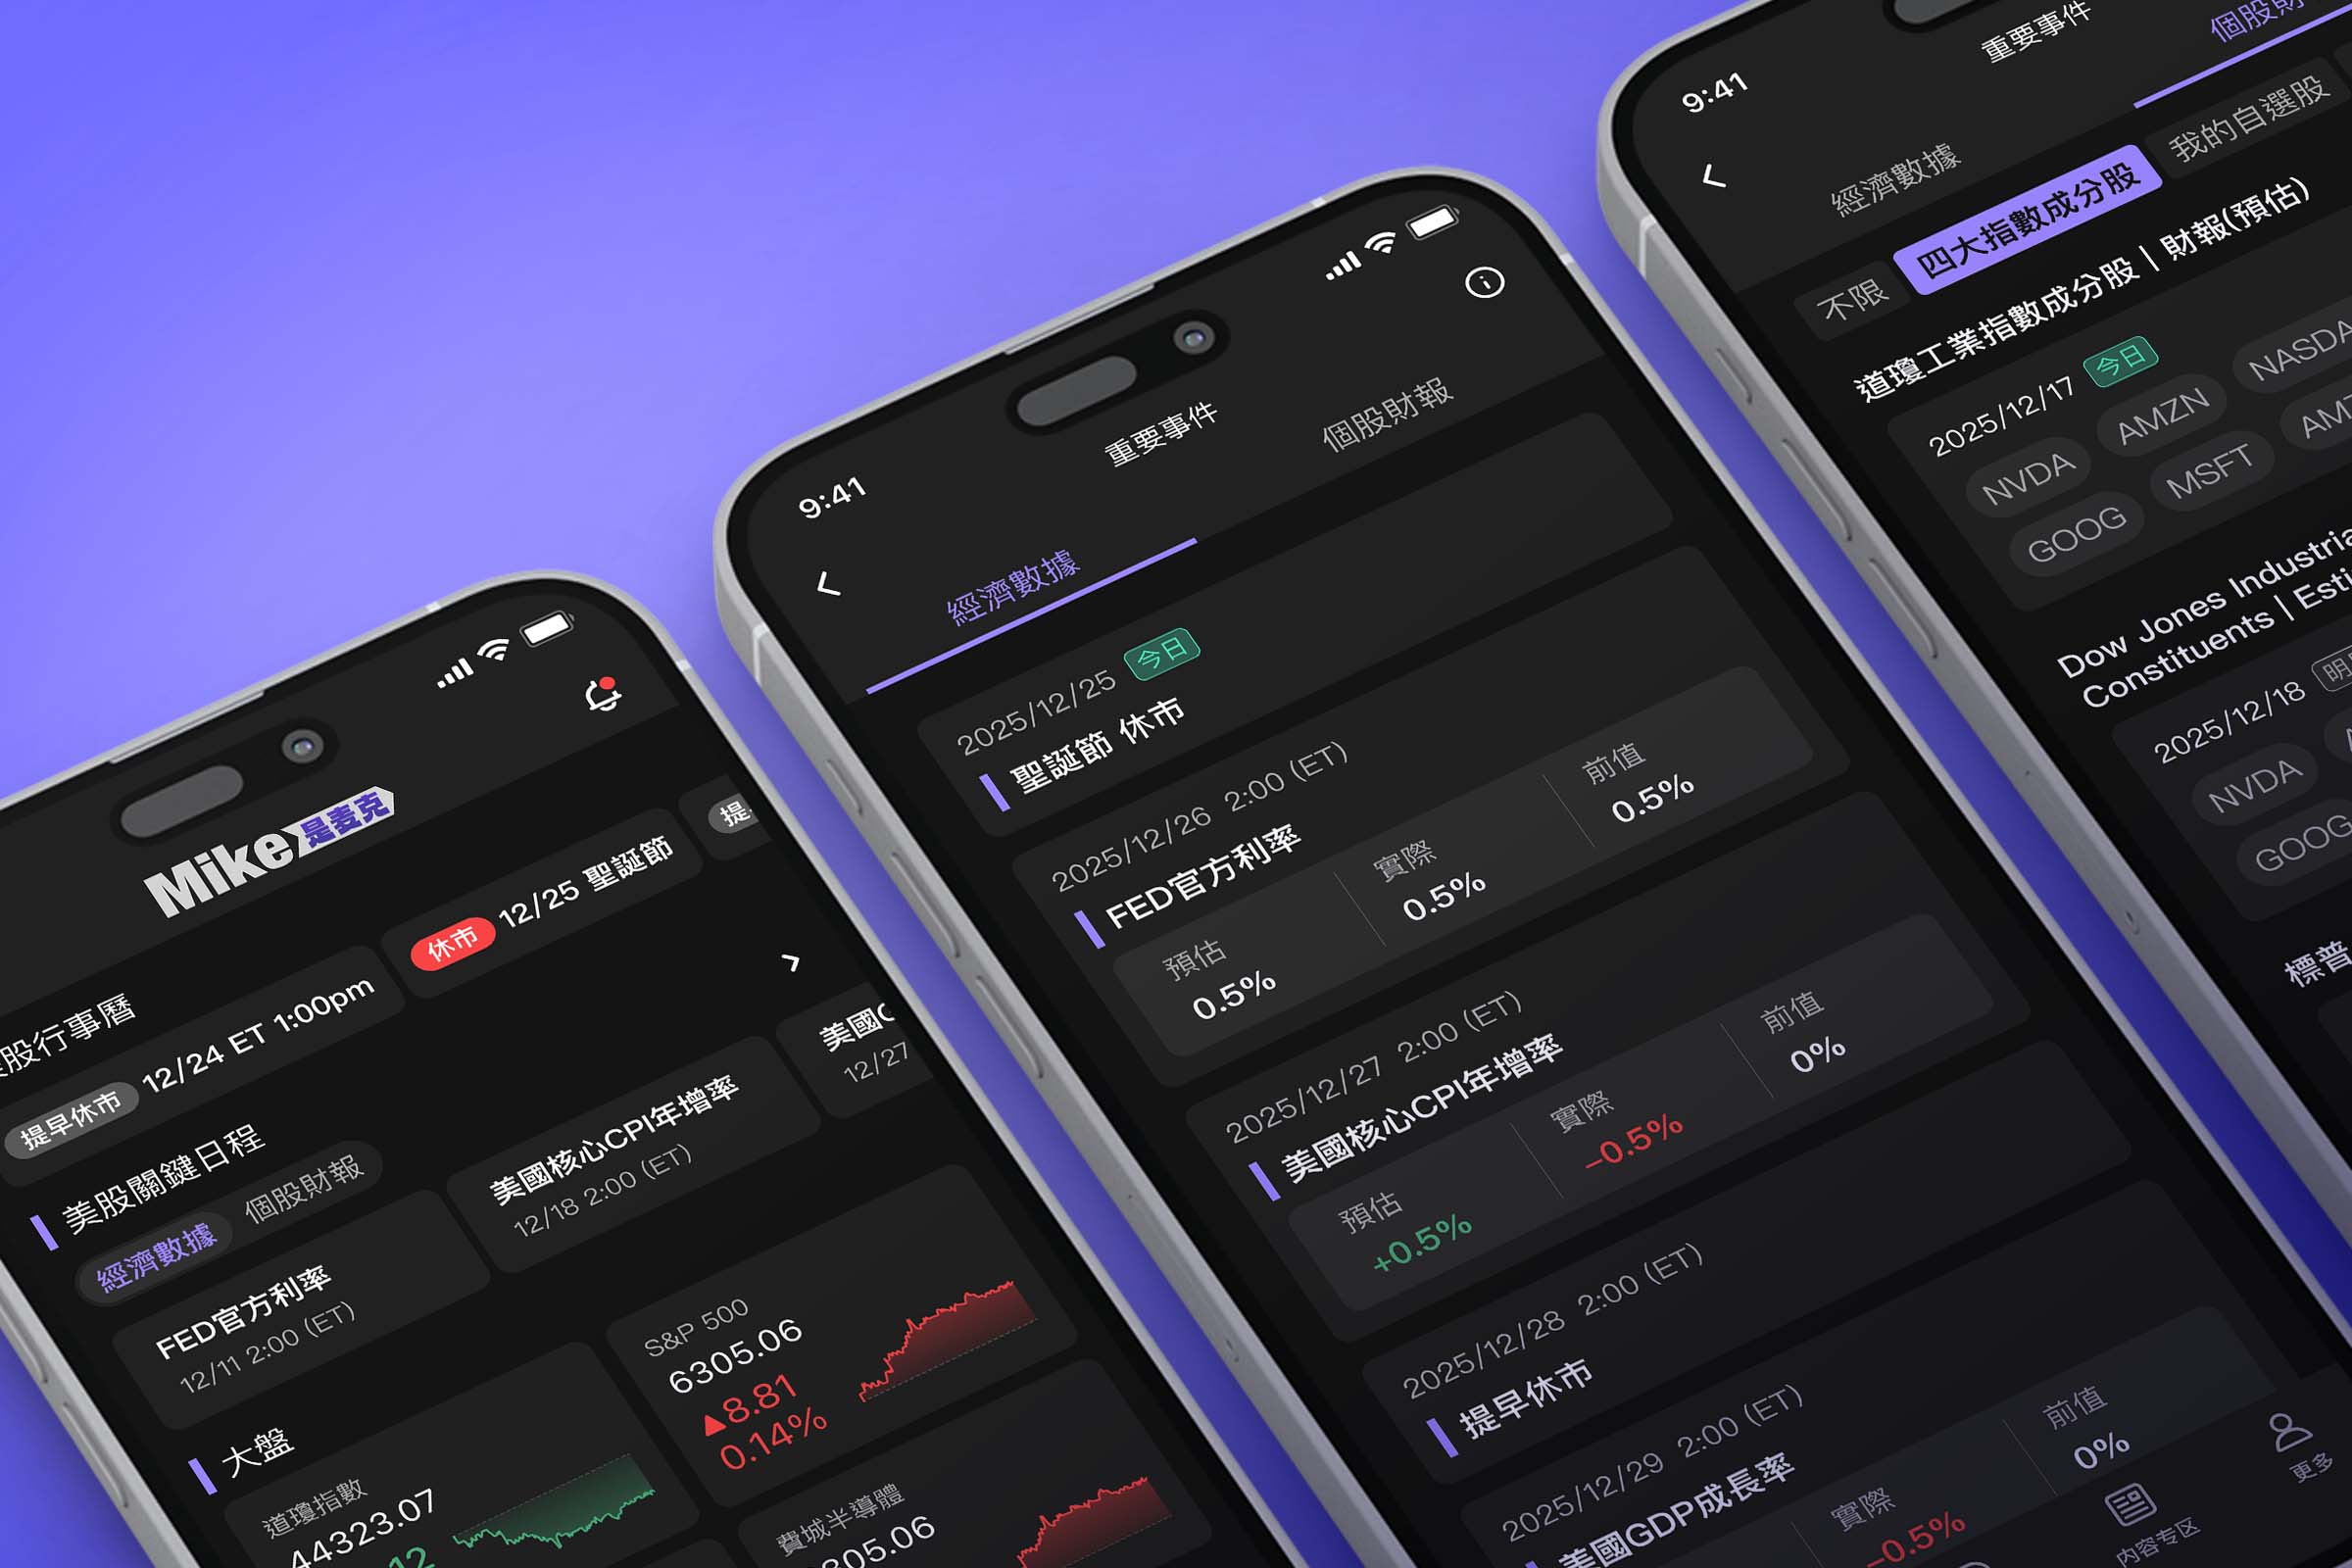 Mike是麦克
股行事曆
提早休市 12/24 ET 1:00pm
休市 12/25 聖誕節
美股關鍵日程
經濟數據 個股財報
FED官方利率
12/11 2:00 (ET)
美國核心CPI年增率
12/18 2:00 (ET)
美國
12/27
大盤
道瓊指數
44323.07
12
S&P 500
6305.06
▲8.81
0.14%
費城半導體
305.06
9:41
經濟數據 重要事件 個股財報
2025/12/25 今日
聖誕節 休市
2025/12/26 2:00 (ET)
FED官方利率
預估 實際 前值
0.5% 0.5% 0.5%
2025/12/27 2:00 (ET)
美國核心CPI年增率
預估 實際 前值
+0.5% –0.5% 0%
2025/12/28 2:00 (ET)
提早休市
2025/12/29 2:00 (ET)
美國GDP成長率
實際 前值
–0.5% 0%
内容专区 更多
9:41
經濟數據 重要事件 個股財
不限 四大指數成分股 我的自選股
道瓊工業指數成分股 | 財報(預估)
2025/12/17 今日
NVDA AMZN NASDA
GOOG MSFT AM
Dow Jones Industria
Constituents | Esti
2025/12/18 明
NVDA
GOOG
標普